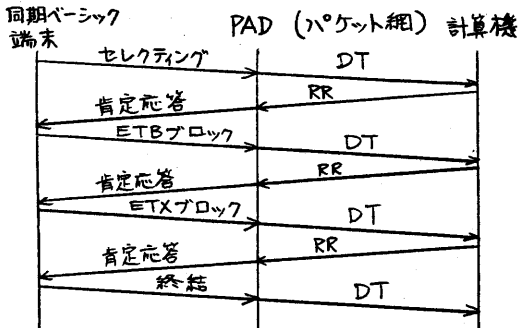 同期ベーシック
端末
PAD (パケット網)
計算機
セレクティング
DT
RR
肯定応答
ETBブロック
DT
RR
肯定応答
ETXブロック
DT
RR
肯定応答
終結
DT